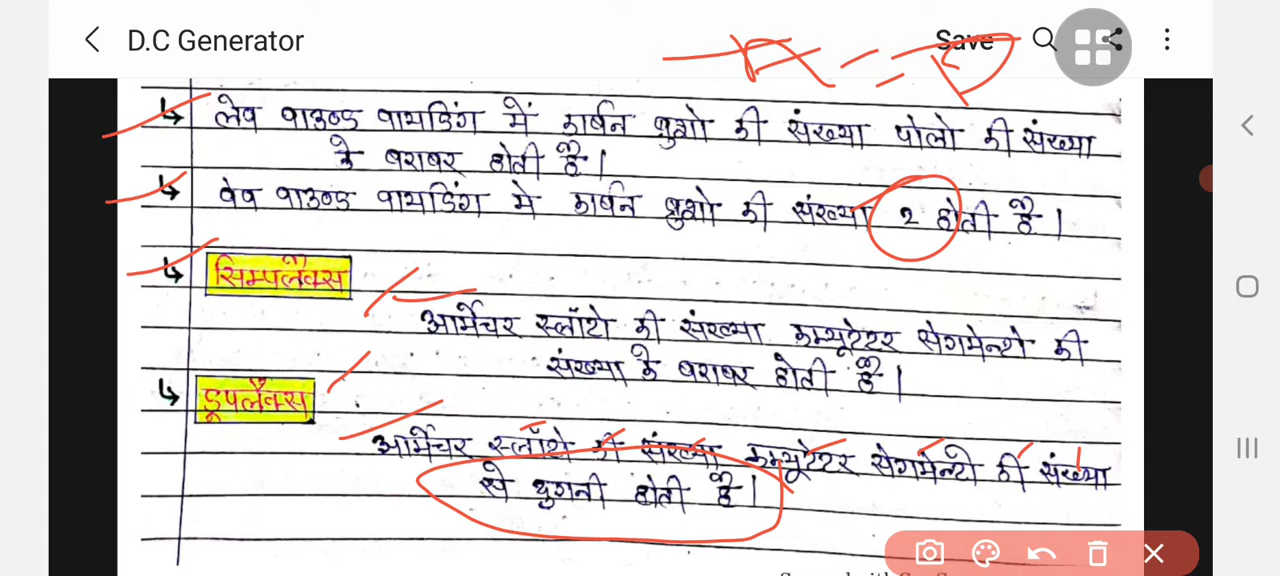 D.C Generator
Save
A = P
लेव वाउण्ड वायडिंग में कार्बन ब्रुशो की संख्या पोलो की संख्या
के बराबर होती है।
वेव वाउण्ड वायडिंग मे कार्बन ब्रुशो की संख्या २ होती है।
सिम्पलैक्स
आर्मेचर स्लॉटो की संख्या कम्यूटेटर सेगमेन्टो की
संख्या के बराबर होती है।
डूपलैक्स
आर्मेचर स्लॉटो की संख्या कम्यूटेटर सेगमेन्टो की संख्या
से दुगनी होती है।